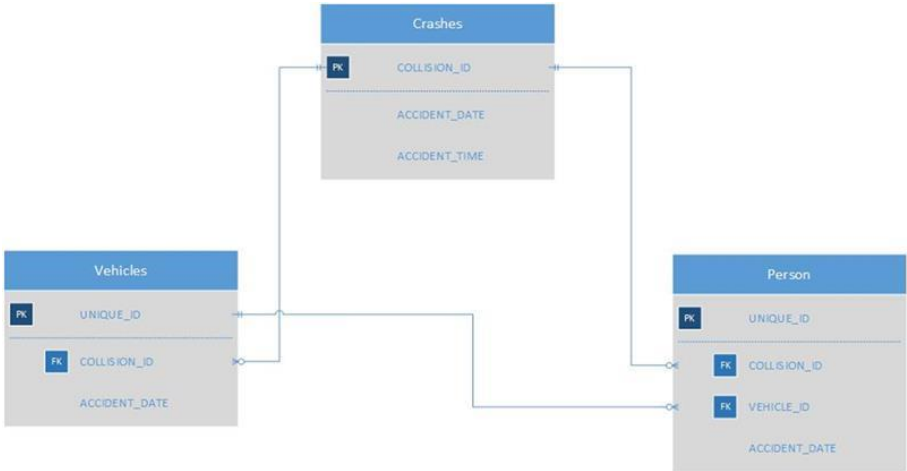 Crashes
PK COLLISION_ID
ACCIDENT_DATE
ACCIDENT_TIME
Vehicles
PK UNIQUE_ID
FK COLLISION_ID
ACCIDENT_DATE
Person
PK UNIQUE_ID
FK COLLISION_ID
FK VEHICLE_ID
ACCIDENT_DATE